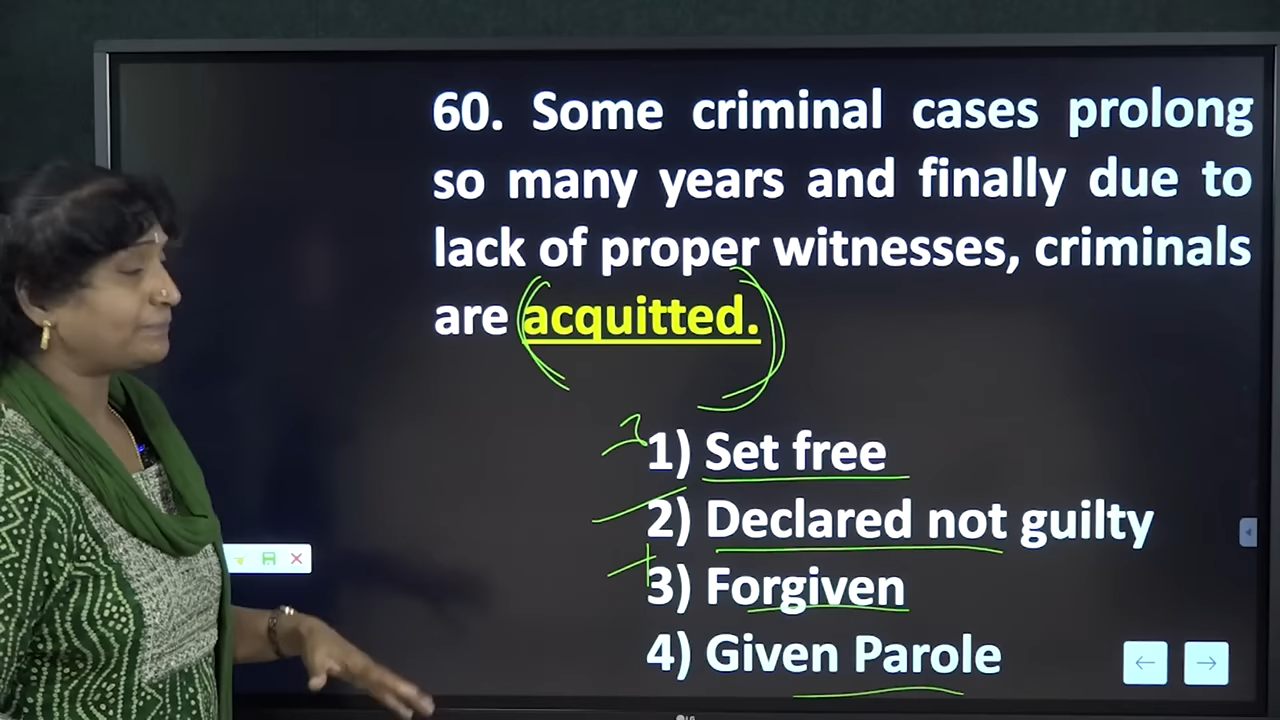 60. Some criminal cases prolong
so many years and finally due to
lack of proper witnesses, criminals
are acquitted.
1) Set free
2) Declared not guilty
3) Forgiven
4) Given Parole
LG